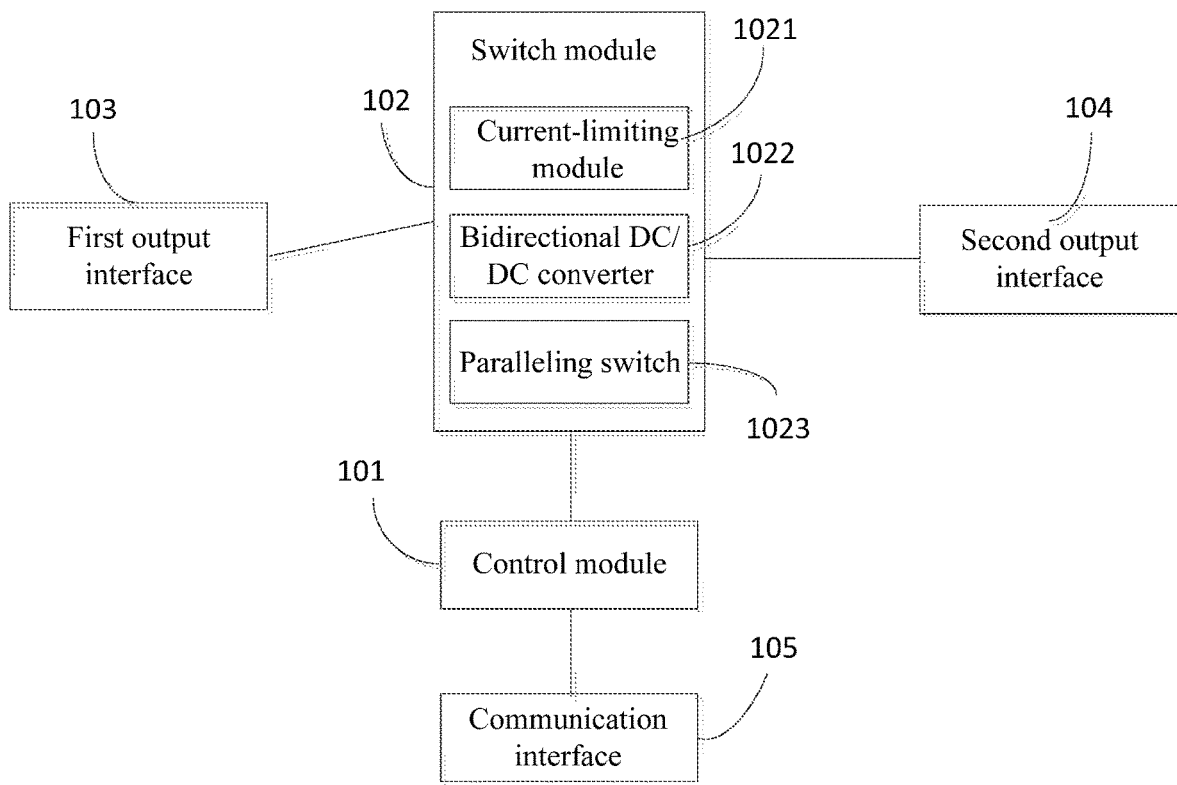 1021
Switch module
103
102
104
Current-limiting
module
1022
First output
interface
Bidirectional DC/
DC converter
Second output
interface
Paralleling switch
1023
101
Control module
105
Communication
interface